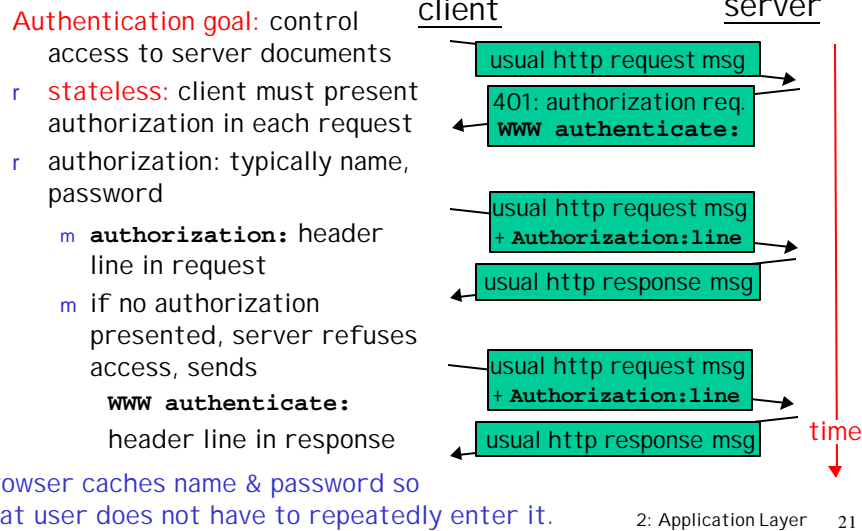 Authentication goal: control
access to server documents
r stateless: client must present
authorization in each request
r authorization: typically name,
password
m authorization: header
line in request
m if no authorization
presented, server refuses
access, sends
WWW authenticate:
header line in response
client
server
usual http request msg
401: authorization req.
WWW authenticate:
usual http request msg
+ Authorization:line
usual http response msg
usual http request msg
+ Authorization:line
usual http response msg
time
rowser caches name & password so
at user does not have to repeatedly enter it.
2: Application Layer 21